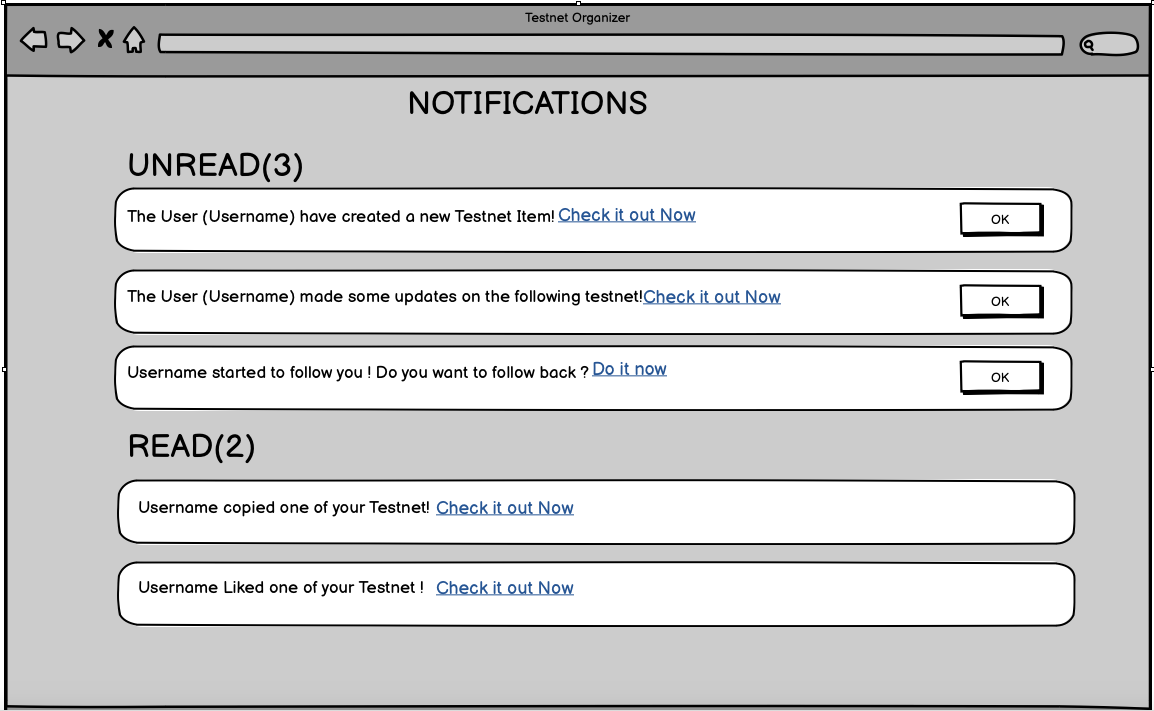 Testnet Organizer
NOTIFICATIONS
UNREAD(3)
The User (Username) have created a new Testnet Item! Check it out Now
OK
The User (Username) made some updates on the following testnet!Check it out Now
OK
Username started to follow you ! Do you want to follow back ? Do it now
OK
READ(2)
Username copied one of your Testnet! Check it out Now
Username Liked one of your Testnet ! Check it out Now